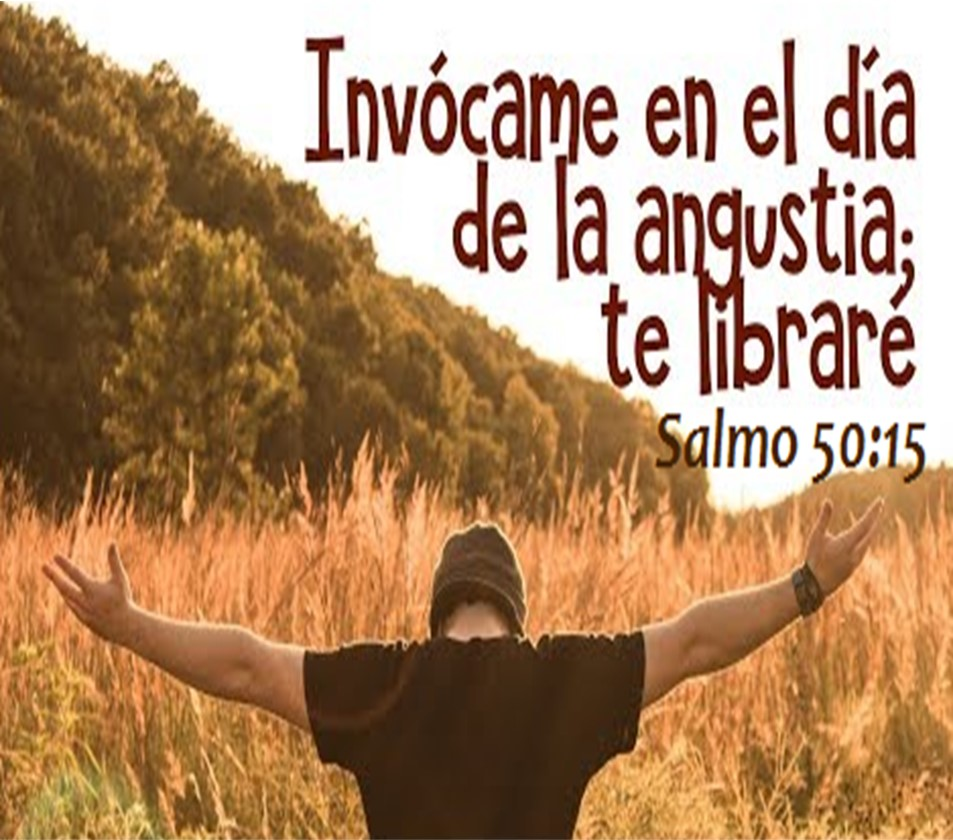 Invócame en el día
de la angustia;
te libraré
Salmo 50:15